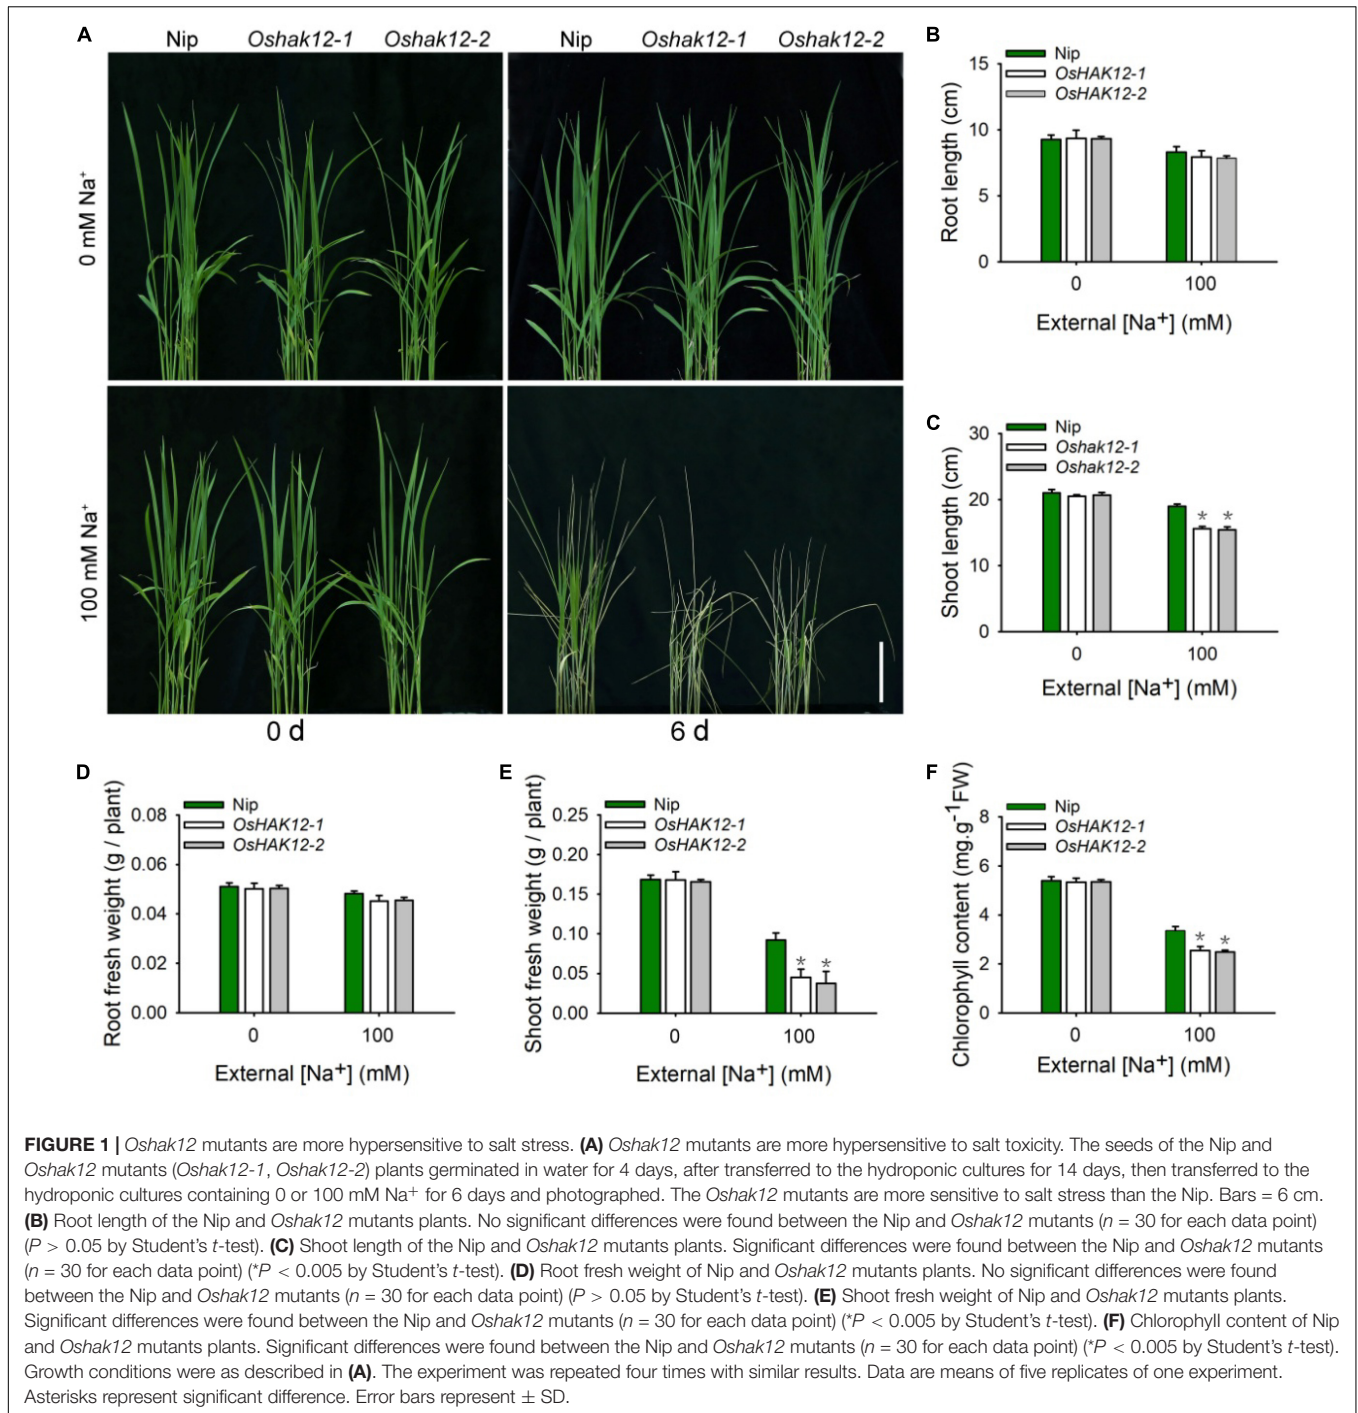 A
Nip Oshak12-1 Oshak12-2 Nip Oshak12-1 Oshak12-2
0 mM Na⁺
100 mM Na⁺
0 d 6 d
B
Nip
OsHAK12-1
OsHAK12-2
Root length (cm)
15
10
5
0
0 100
External [Na⁺] (mM)
C
Nip
Oshak12-1
Oshak12-2
Shoot length (cm)
30
20
10
0
0 100
External [Na⁺] (mM)
* *
D
Nip
OsHAK12-1
OsHAK12-2
Root fresh weight (g / plant)
0.08
0.06
0.04
0.02
0.00
0 100
External [Na⁺] (mM)
E
Nip
OsHAK12-1
OsHAK12-2
Shoot fresh weight (g / plant)
0.25
0.20
0.15
0.10
0.05
0.00
* *
0 100
External [Na⁺] (mM)
F
Nip
OsHAK12-1
OsHAK12-2
Chlorophyll content (mg.g⁻¹FW)
8
6
4
2
0
* *
0 100
External [Na⁺] (mM)
FIGURE 1 | Oshak12 mutants are more hypersensitive to salt stress. (A) Oshak12 mutants are more hypersensitive to salt toxicity. The seeds of the Nip and
Oshak12 mutants (Oshak12-1, Oshak12-2) plants germinated in water for 4 days, after transferred to the hydroponic cultures for 14 days, then transferred to the
hydroponic cultures containing 0 or 100 mM Na⁺ for 6 days and photographed. The Oshak12 mutants are more sensitive to salt stress than the Nip. Bars = 6 cm.
(B) Root length of the Nip and Oshak12 mutants plants. No significant differences were found between the Nip and Oshak12 mutants (n = 30 for each data point)
(P > 0.05 by Student's t-test). (C) Shoot length of the Nip and Oshak12 mutants plants. Significant differences were found between the Nip and Oshak12 mutants
(n = 30 for each data point) (*P < 0.005 by Student's t-test). (D) Root fresh weight of Nip and Oshak12 mutants plants. No significant differences were found
between the Nip and Oshak12 mutants (n = 30 for each data point) (P > 0.05 by Student's t-test). (E) Shoot fresh weight of Nip and Oshak12 mutants plants.
Significant differences were found between the Nip and Oshak12 mutants (n = 30 for each data point) (*P < 0.005 by Student's t-test). (F) Chlorophyll content of Nip
and Oshak12 mutants plants. Significant differences were found between the Nip and Oshak12 mutants (n = 30 for each data point) (*P < 0.005 by Student's t-test).
Growth conditions were as described in (A). The experiment was repeated four times with similar results. Data are means of five replicates of one experiment.
Asterisks represent significant difference. Error bars represent ± SD.